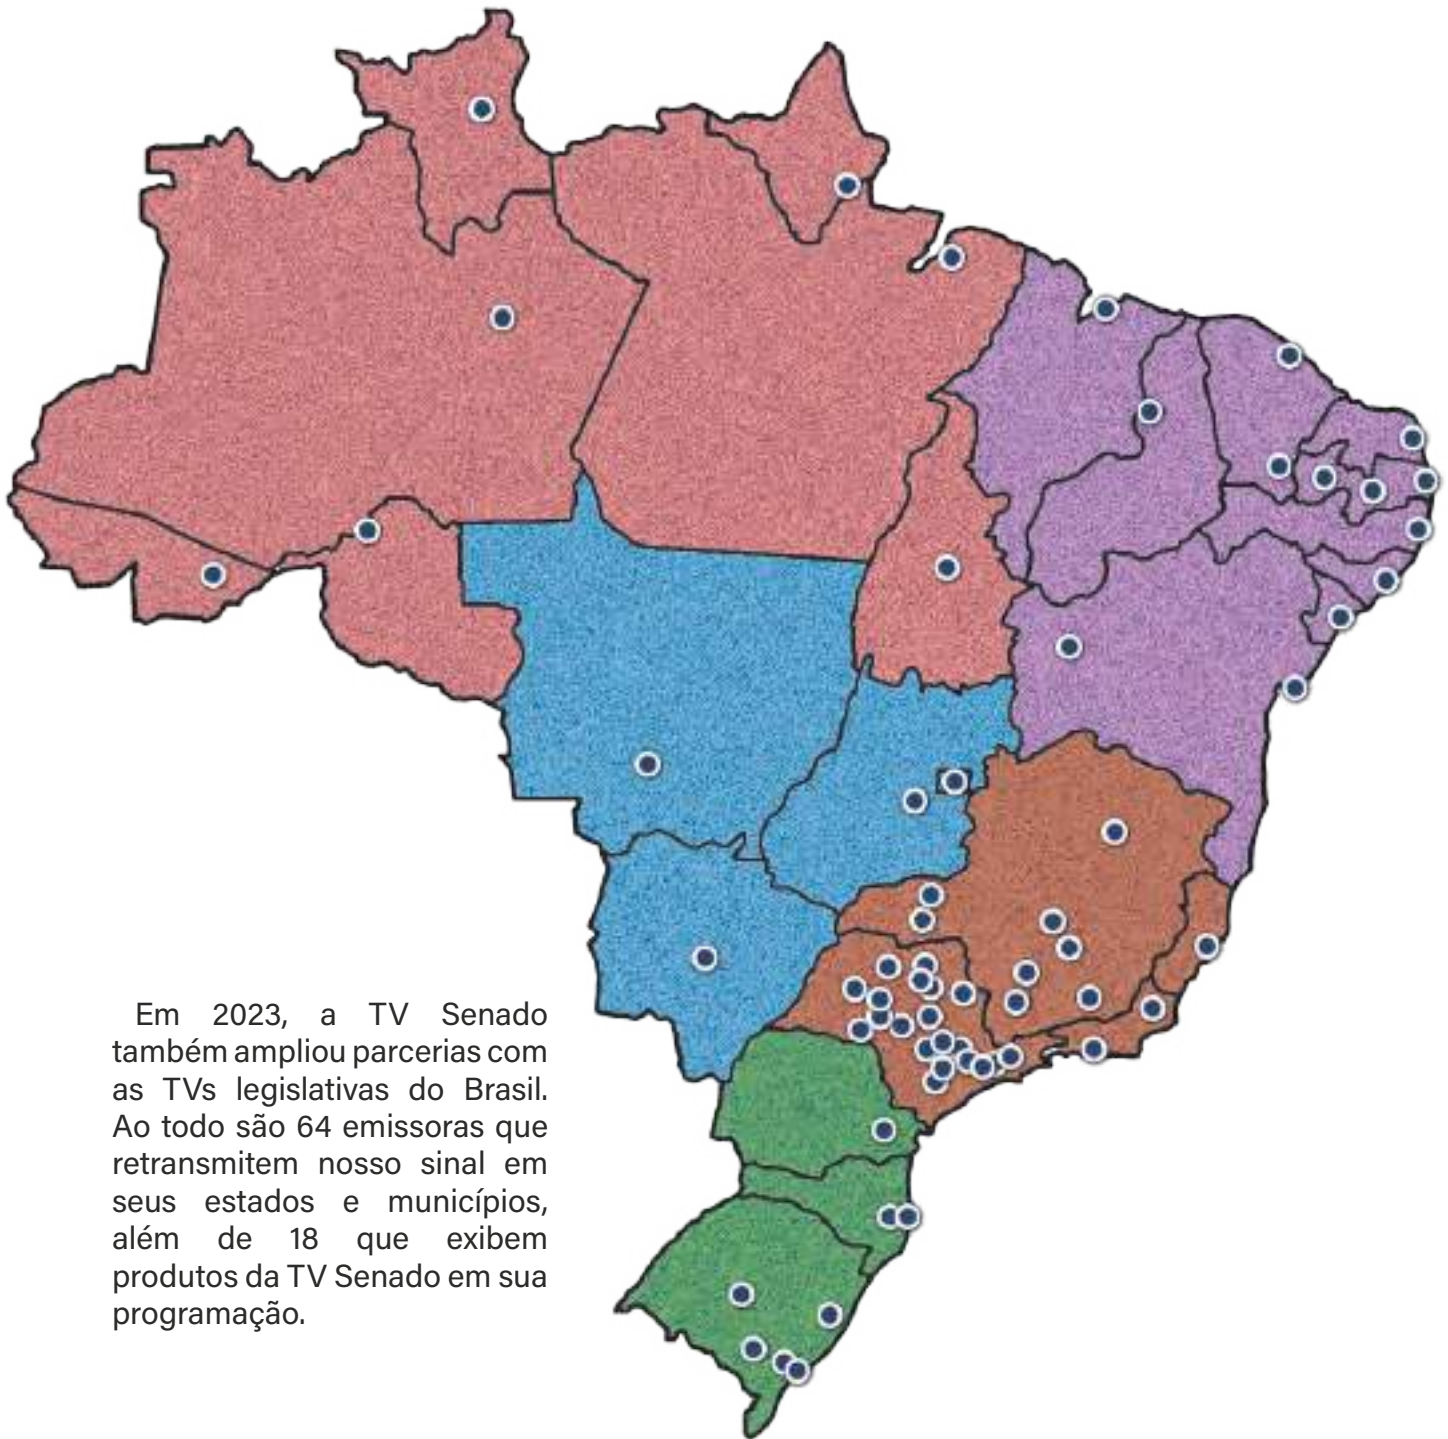 Em 2023, a TV Senado
também ampliou parcerias com
as TVs legislativas do Brasil.
Ao todo são 64 emissoras que
retransmitem nosso sinal em
seus estados e municípios,
além de 18 que exibem
produtos da TV Senado em sua
programação.